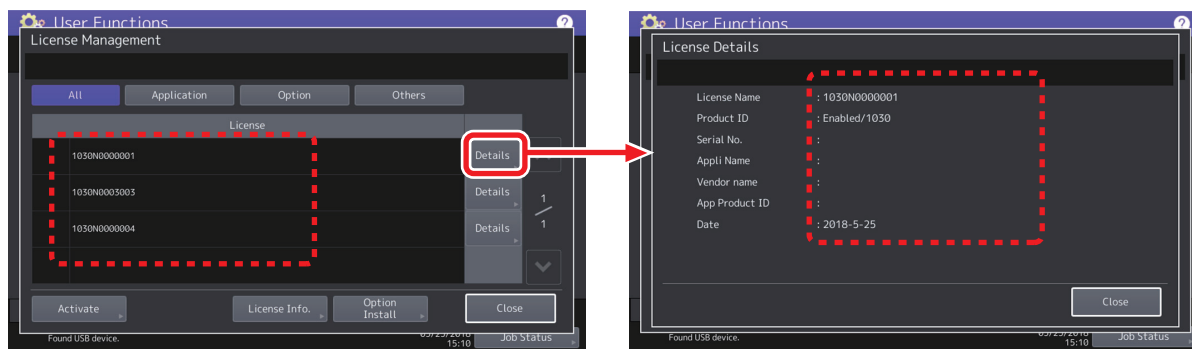 User Functions
?
License Management
All Application Option Others
License
1030N0000001 Details
1030N0003003 Details
1
1
1030N0000004 Details
Activate License Info. Option Install Close
Found USB device.
15:10
Job Status
User Functions
?
License Details
License Name : 1030N0000001
Product ID : Enabled/1030
Serial No. :
Appli Name :
Vendor name :
App Product ID :
Date : 2018-5-25
Close
Found USB device.
15:10
Job Status